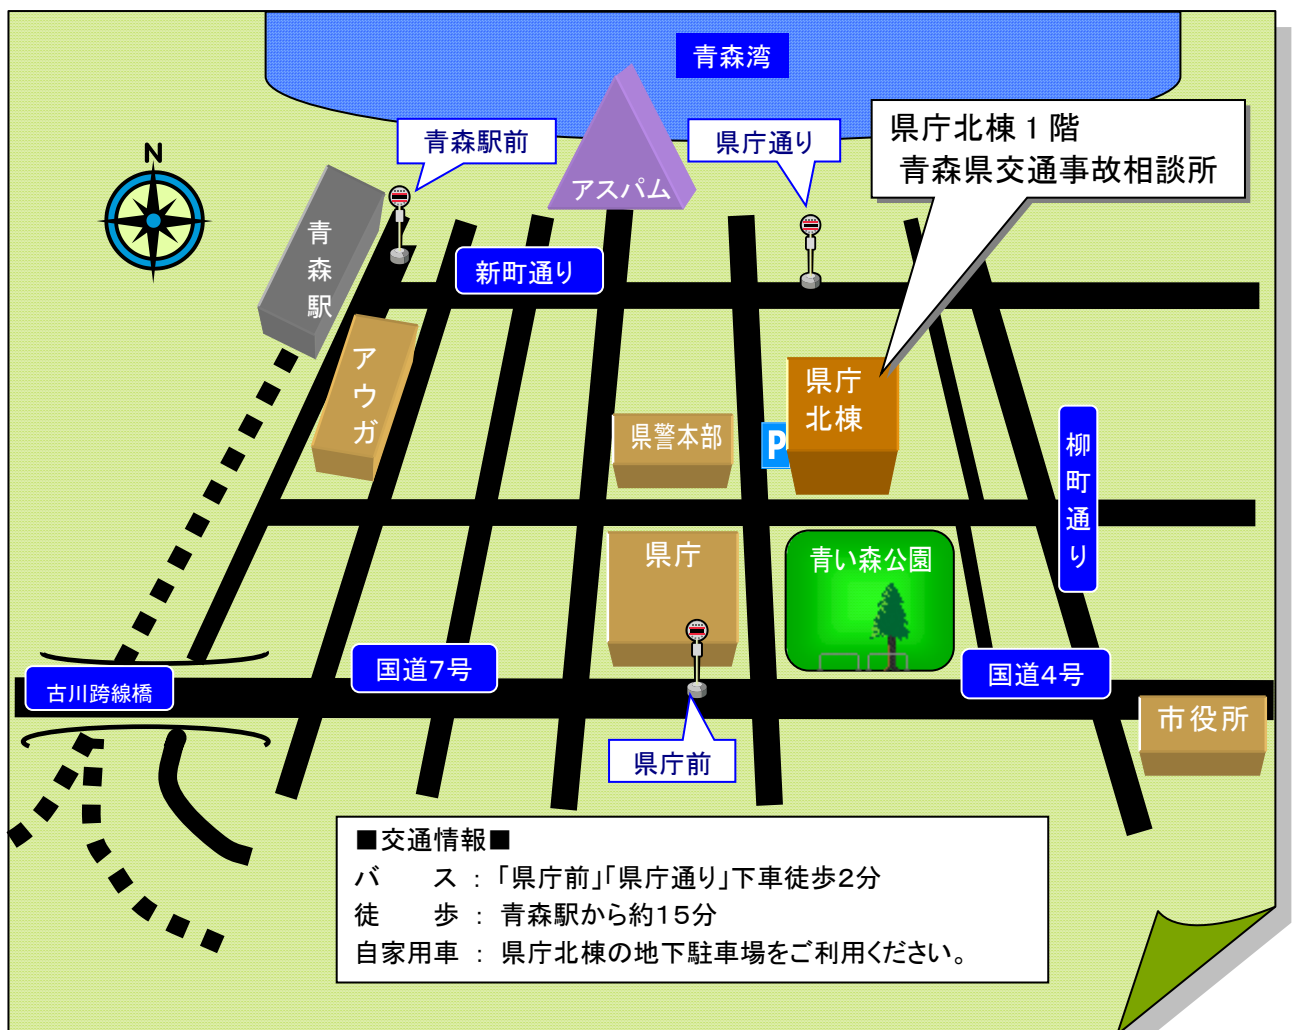 青森湾
青森駅前
県庁通り
県庁北棟1階
青森県交通事故相談所
N
アスパム
青森駅
新町通り
アウガ
県庁
北棟
県警本部
P
柳町通り
県庁
青い森公園
国道7号
国道4号
古川跨線橋
市役所
県庁前
■交通情報■
バ　ス : 「県庁前」「県庁通り」下車徒歩2分
徒　歩 : 青森駅から約15分
自家用車 : 県庁北棟の地下駐車場をご利用ください。